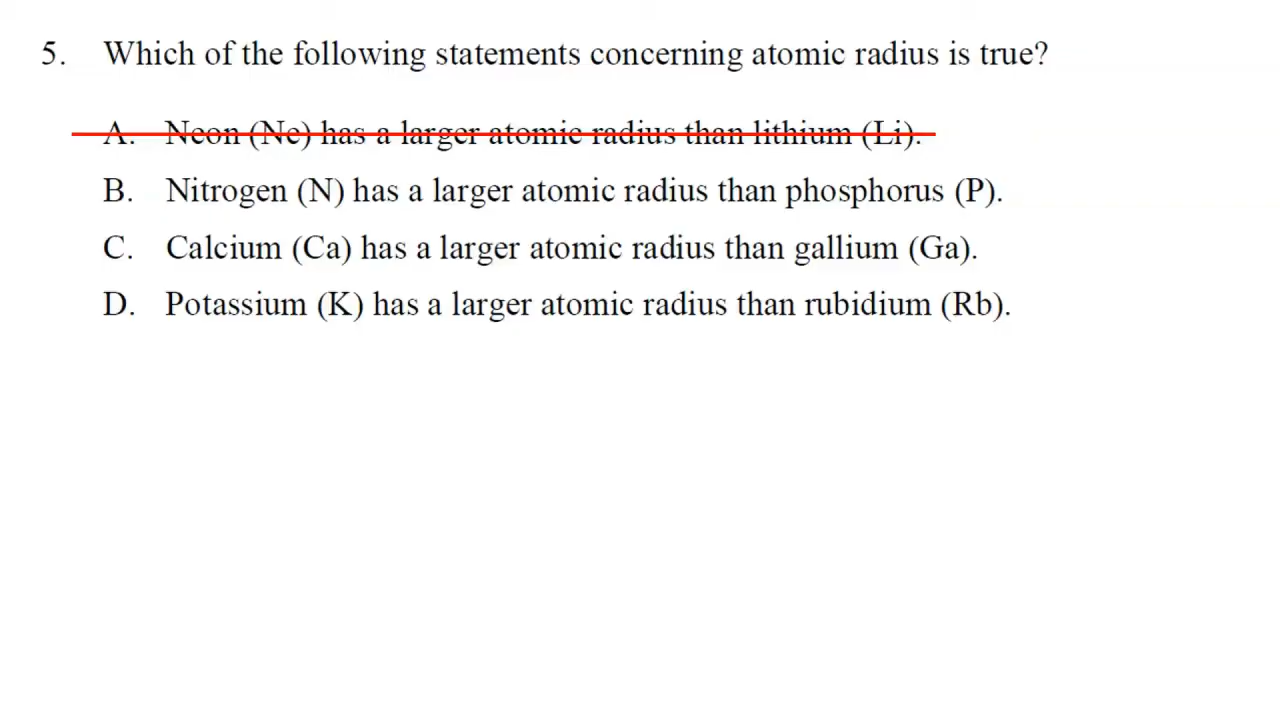 5. Which of the following statements concerning atomic radius is true?
A. Neon (Ne) has a larger atomic radius than lithium (Li).
B. Nitrogen (N) has a larger atomic radius than phosphorus (P).
C. Calcium (Ca) has a larger atomic radius than gallium (Ga).
D. Potassium (K) has a larger atomic radius than rubidium (Rb).